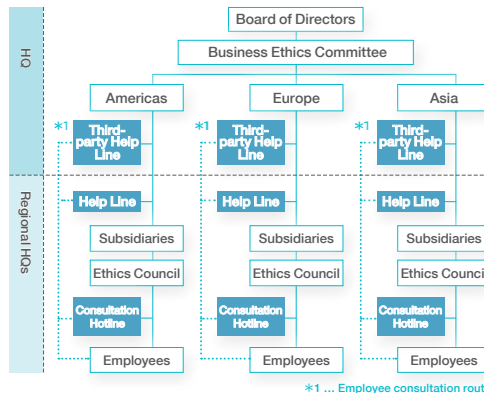 Board of Directors
HQ
Business Ethics Committee
Americas
Europe
Asia
*1
Third-
party Help
Line
*1
Third-
party Help
Line
*1
Third-
party Help
Line
Regional HQs
Help Line
Help Line
Help Line
Subsidiaries
Subsidiaries
Subsidiaries
Ethics Council
Ethics Council
Ethics Counci
Consultation
Hotline
Consultation
Hotline
Consultation
Hotline
Employees
Employees
Employees
*1 ... Employee consultation rout